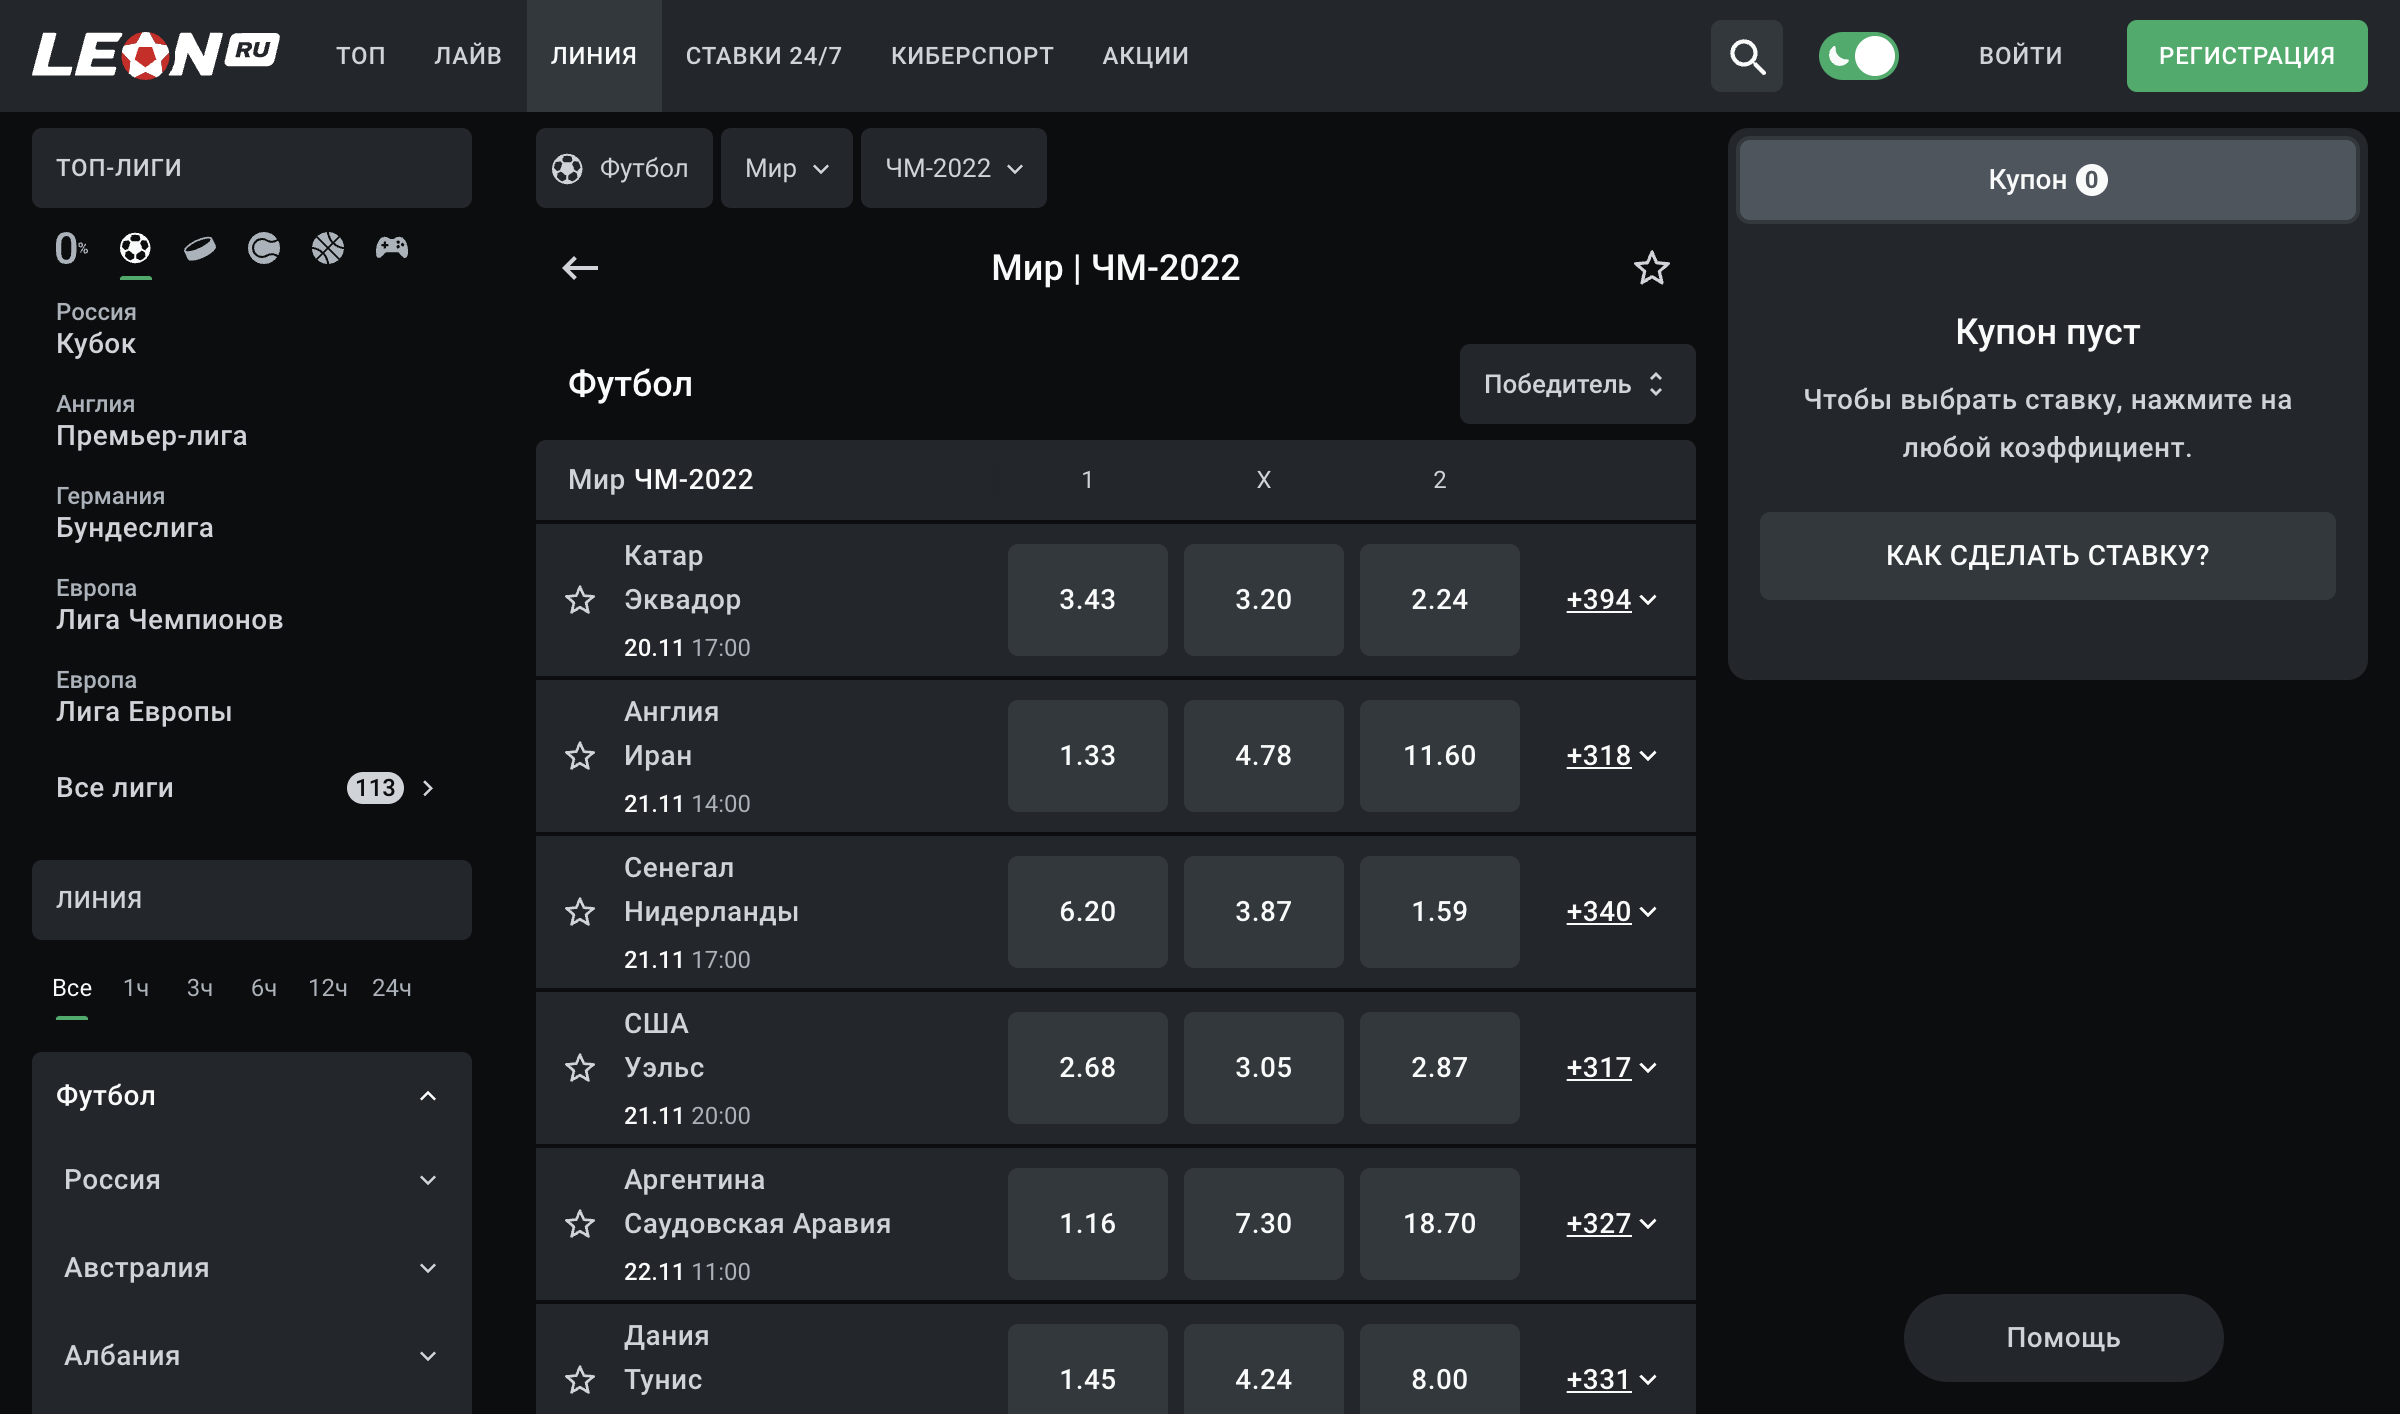 LEON RU
ТОП
ЛАЙВ
ЛИНИЯ
СТАВКИ 24/7
КИБЕРСПОРТ
АКЦИИ
ВОЙТИ
РЕГИСТРАЦИЯ
ТОП-ЛИГИ
0%
Россия
Кубок
Англия
Премьер-лига
Германия
Бундеслига
Европа
Лига Чемпионов
Европа
Лига Европы
Все лиги 113
ЛИНИЯ
Все 1ч 3ч 6ч 12ч 24ч
Футбол
Россия
Австралия
Албания
Футбол Мир ЧМ-2022
Мир | ЧМ-2022
Футбол
Победитель
Мир ЧМ-2022 1 X 2
Катар
Эквадор
20.11 17:00
3.43 3.20 2.24 +394
Англия
Иран
21.11 14:00
1.33 4.78 11.60 +318
Сенегал
Нидерланды
21.11 17:00
6.20 3.87 1.59 +340
США
Уэльс
21.11 20:00
2.68 3.05 2.87 +317
Аргентина
Саудовская Аравия
22.11 11:00
1.16 7.30 18.70 +327
Дания
Тунис
1.45 4.24 8.00 +331
Купон 0
Купон пуст
Чтобы выбрать ставку, нажмите на
любой коэффициент.
КАК СДЕЛАТЬ СТАВКУ?
Помощь